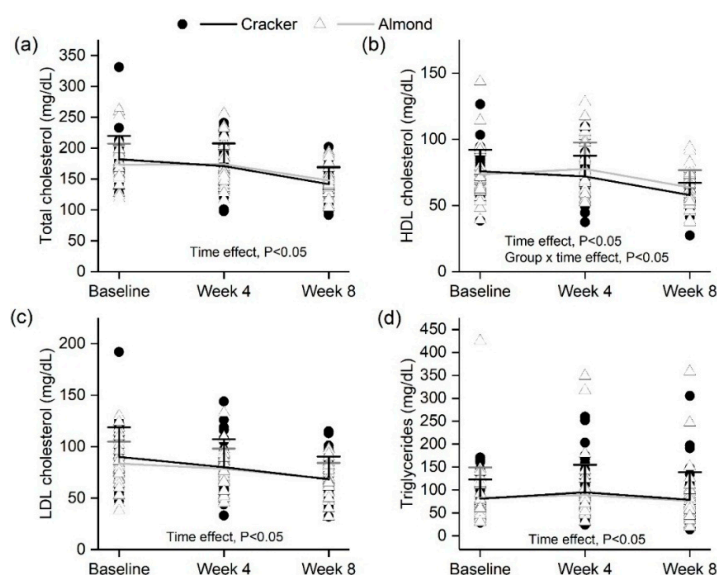 Cracker Almond
(a)
Total cholesterol (mg/dL)
350
300
250
200
150
100
50
0
Time effect, P<0.05
Baseline Week 4 Week 8
(b)
HDL cholesterol (mg/dL)
150
100
50
0
Time effect, P<0.05
Group x time effect, P<0.05
Baseline Week 4 Week 8
(c)
LDL cholesterol (mg/dL)
200
150
100
50
0
Time effect, P<0.05
Baseline Week 4 Week 8
(d)
Triglycerides (mg/dL)
450
400
350
300
250
200
150
100
50
0
Time effect, P<0.05
Baseline Week 4 Week 8